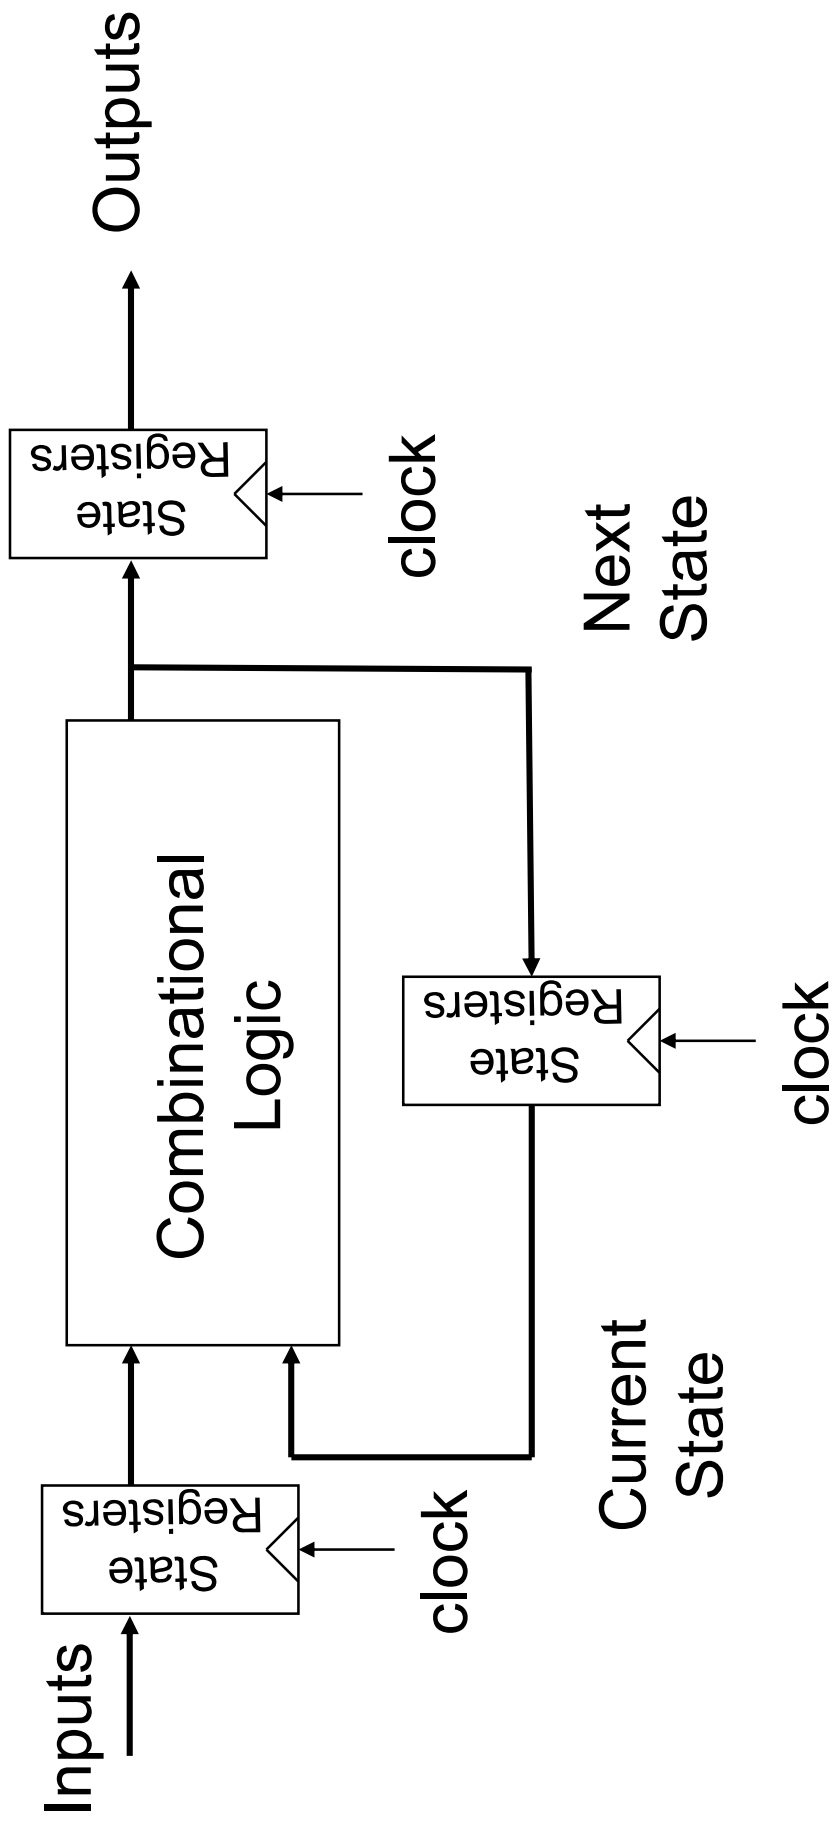 Inputs
State
Registers
clock
Combinational
Logic
State
Registers
clock
Outputs
Current
State
State
Registers
clock
Next
State